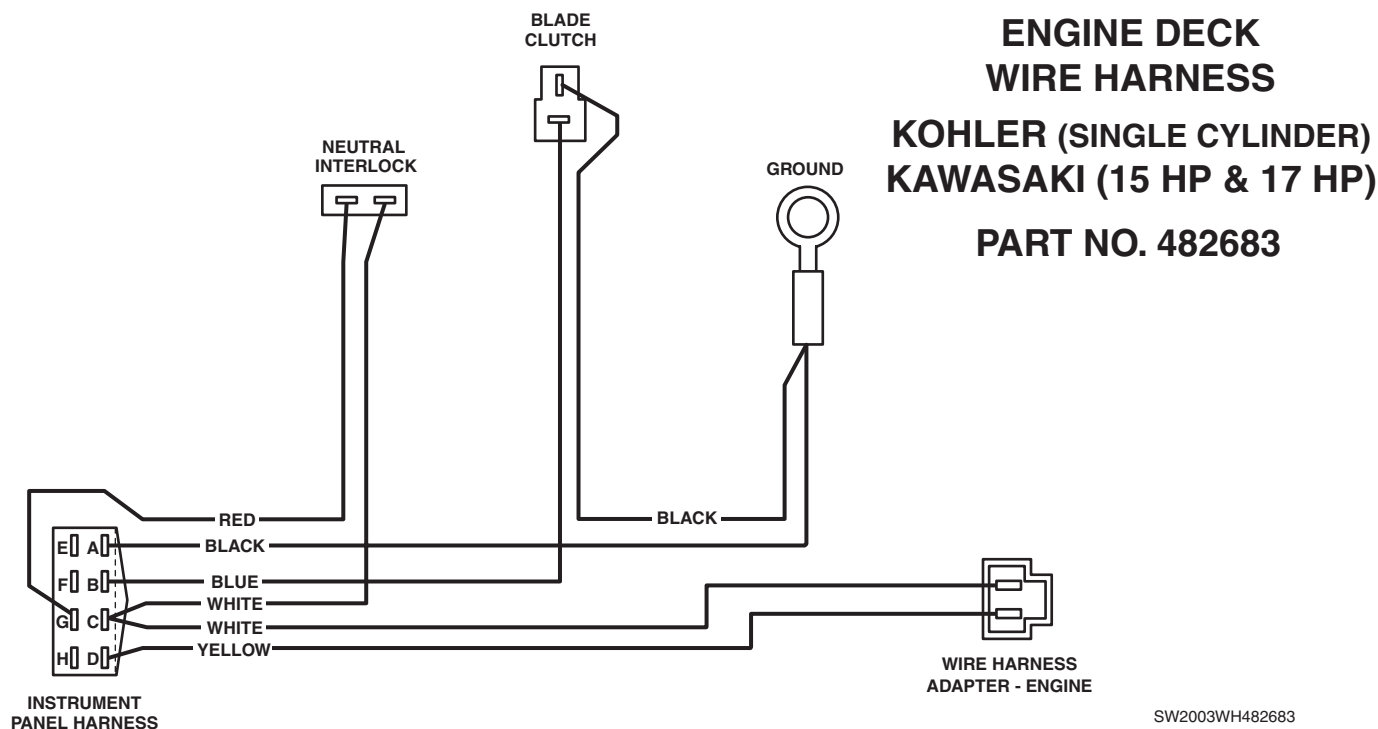 BLADE
CLUTCH
ENGINE DECK
WIRE HARNESS
KOHLER (SINGLE CYLINDER)
KAWASAKI (15 HP & 17 HP)
PART NO. 482683
NEUTRAL
INTERLOCK
GROUND
RED
BLACK
BLACK
BLUE
WHITE
WHITE
YELLOW
E A
F B
G C
H D
INSTRUMENT
PANEL HARNESS
WIRE HARNESS
ADAPTER - ENGINE
SW2003WH482683